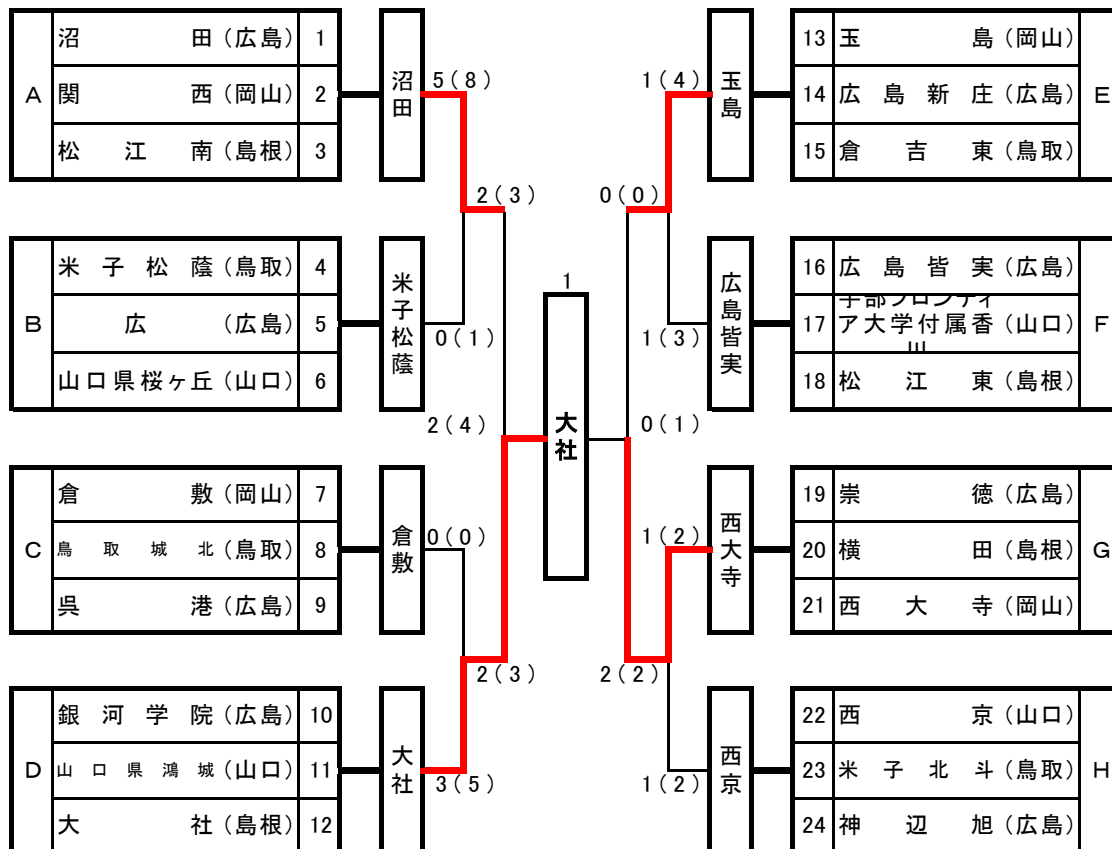 A
沼田(広島) 1
関西(岡山) 2
松江南(島根) 3
沼田
5(8)
B
米子松蔭(鳥取) 4
広(広島) 5
山口県桜ヶ丘(山口) 6
米子松蔭
0(1)
2(3)
C
倉敷(岡山) 7
鳥取城北(鳥取) 8
呉港(広島) 9
倉敷
0(0)
D
銀河学院(広島) 10
山口県鴻城(山口) 11
大社(島根) 12
大社
3(5)
2(3)
2(4)
1
大社
0(1)
1(4)
玉島
13 玉島(岡山)
14 広島新庄(広島)
15 倉吉東(鳥取)
E
0(0)
1(3)
広島皆実
16 広島皆実(広島)
17 宇部フロンティ
ア大学付属香(山口)
川
18 松江東(島根)
F
1(2)
西大寺
19 崇徳(広島)
20 横田(島根)
21 西大寺(岡山)
G
2(2)
1(2)
西京
22 西京(山口)
23 米子北斗(鳥取)
24 神辺旭(広島)
H